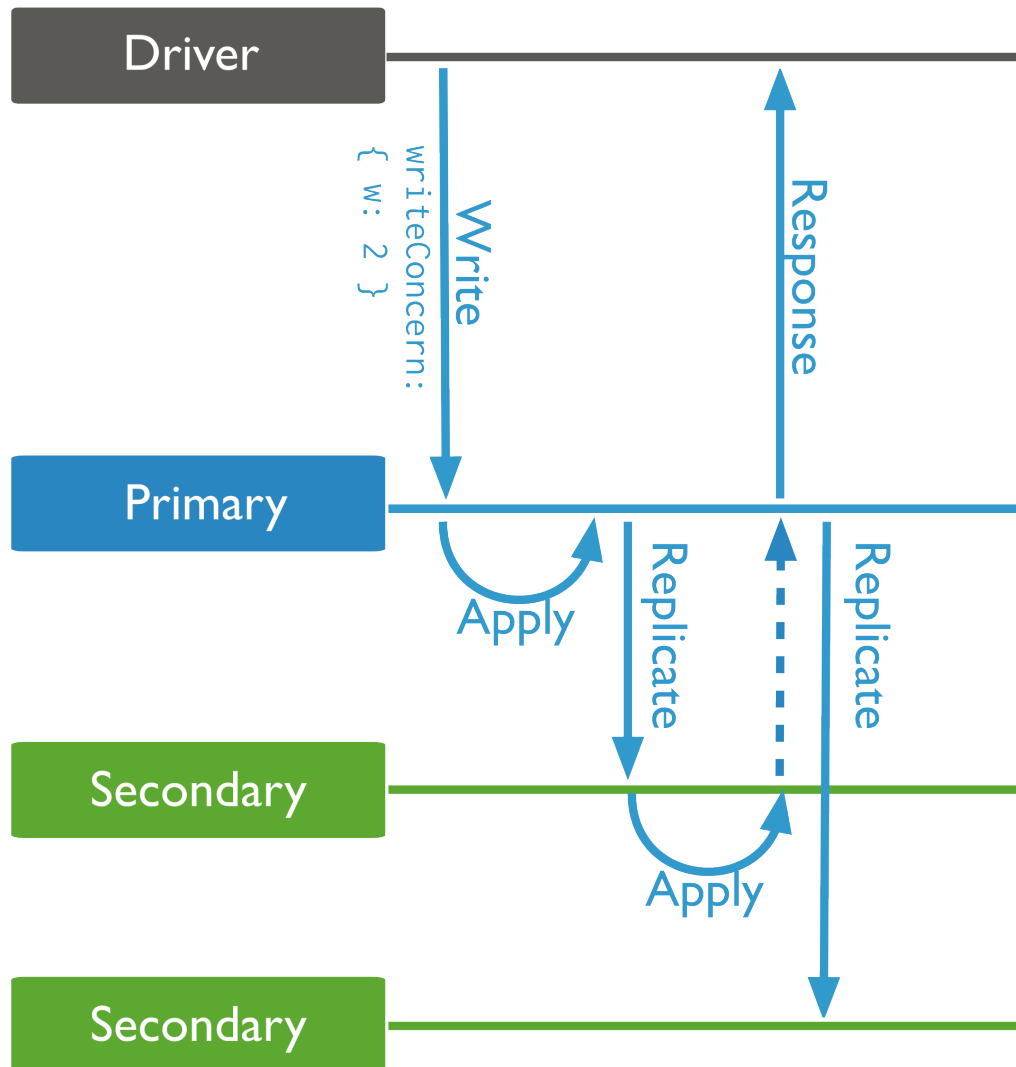 Driver
Write
writeConcern:
{ w: 2 }
Response
Primary
Apply
Replicate
Replicate
Secondary
Apply
Secondary